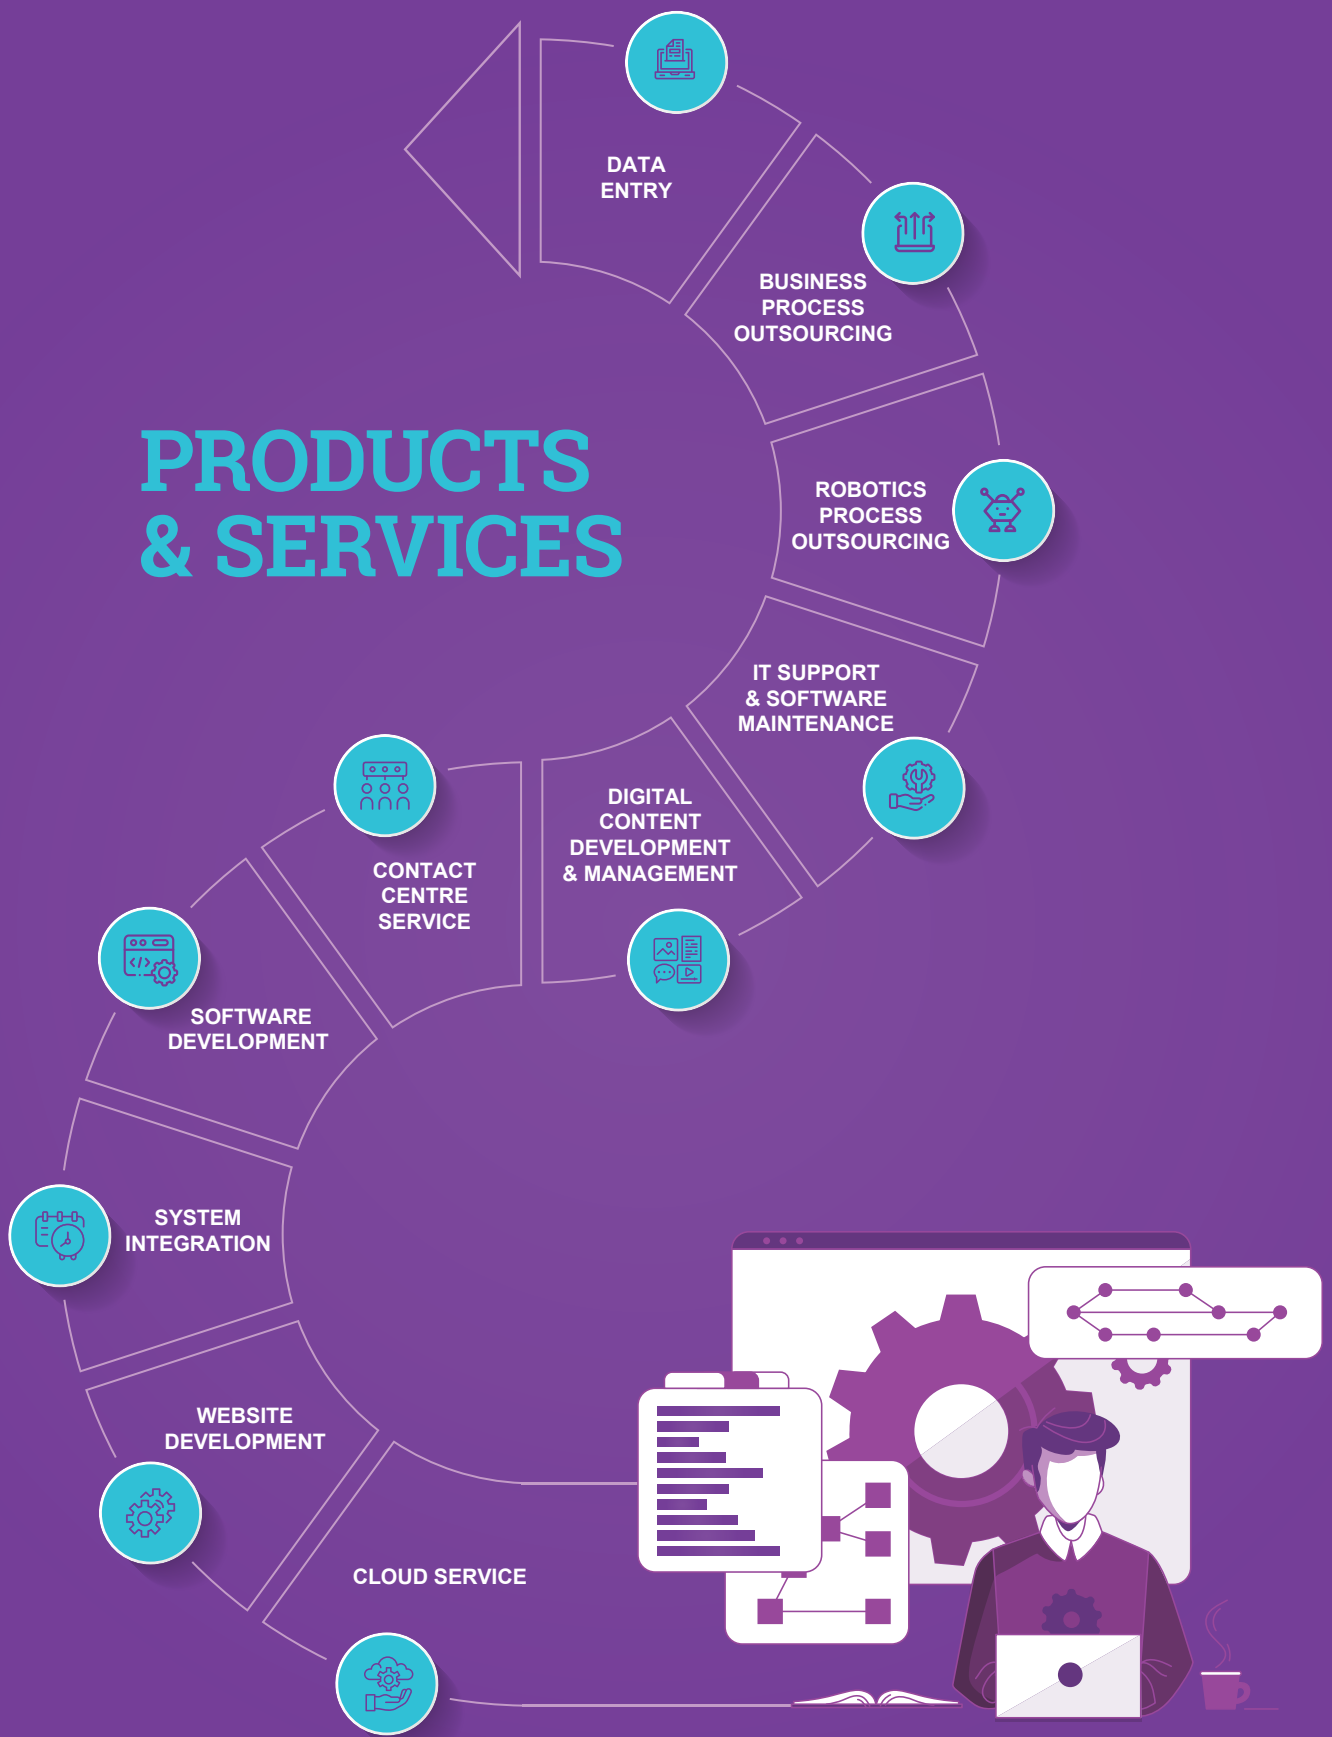 DATA
ENTRY
BUSINESS
PROCESS
OUTSOURCING
PRODUCTS
& SERVICES
ROBOTICS
PROCESS
OUTSOURCING
IT SUPPORT
& SOFTWARE
MAINTENANCE
DIGITAL
CONTENT
DEVELOPMENT
& MANAGEMENT
CONTACT
CENTRE
SERVICE
SOFTWARE
DEVELOPMENT
SYSTEM
INTEGRATION
WEBSITE
DEVELOPMENT
CLOUD SERVICE